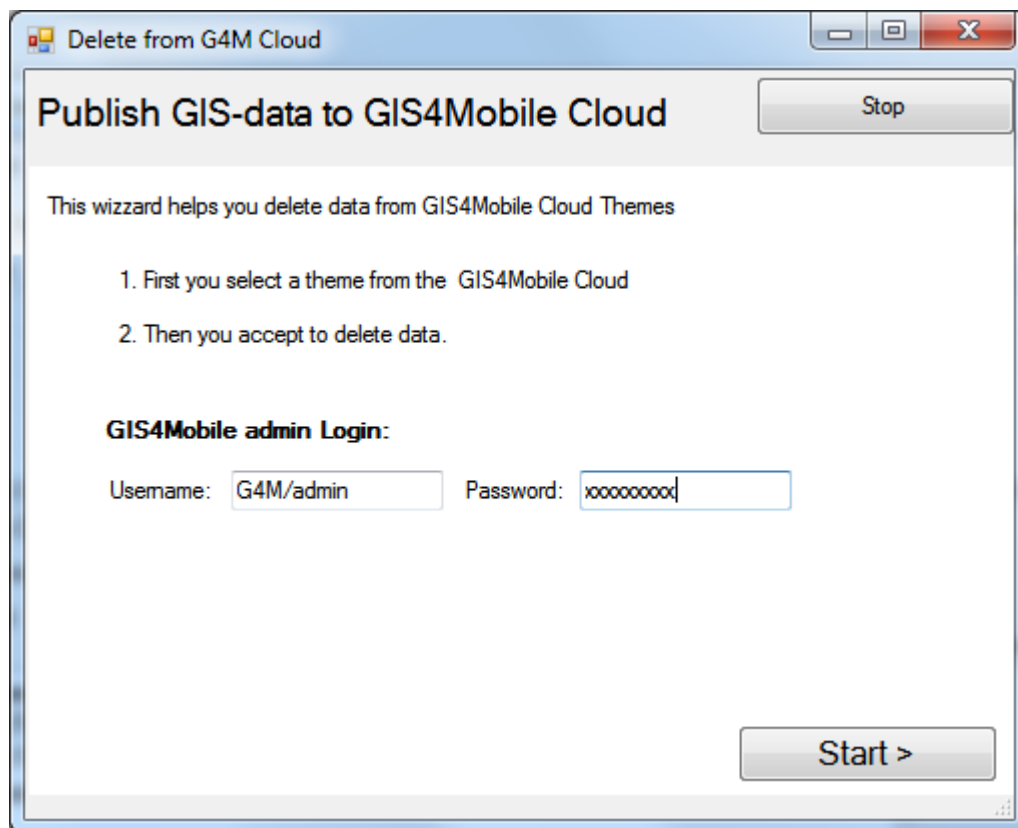 Delete from G4M Cloud
Publish GIS-data to GIS4Mobile Cloud
Stop
This wizzard helps you delete data from GIS4Mobile Cloud Themes
1. First you select a theme from the GIS4Mobile Cloud
2. Then you accept to delete data.
GIS4Mobile admin Login:
Username: G4M/admin Password: xxxxxxxxx
Start >